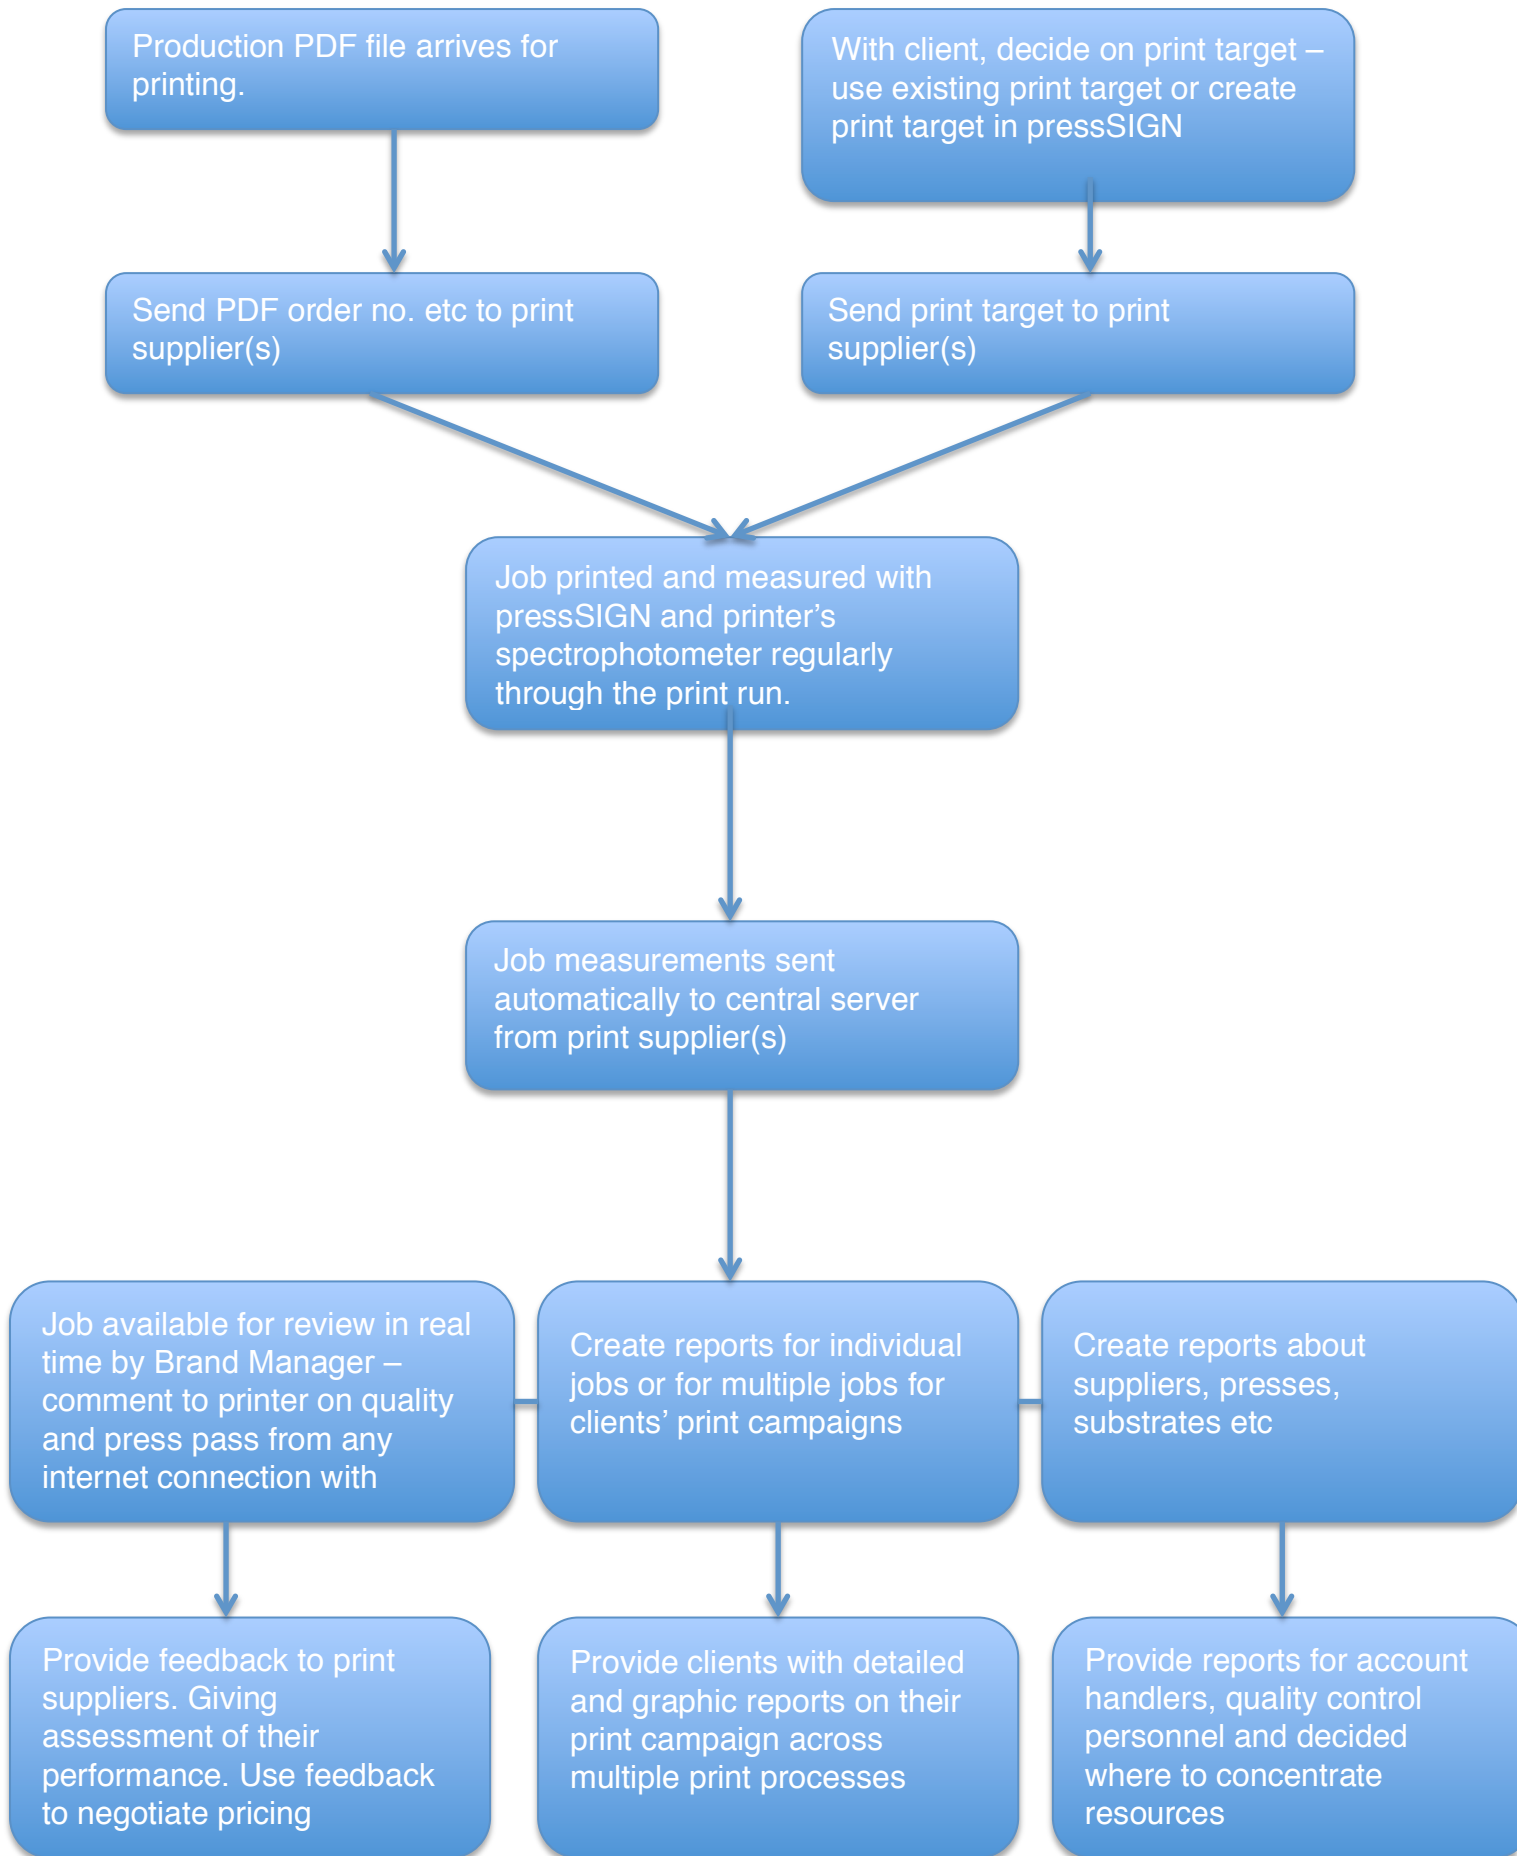 Production PDF file arrives for
printing.
With client, decide on print target –
use existing print target or create
print target in pressSIGN
Send PDF order no. etc to print
supplier(s)
Send print target to print
supplier(s)
Job printed and measured with
pressSIGN and printer’s
spectrophotometer regularly
through the print run.
Job measurements sent
automatically to central server
from print supplier(s)
Job available for review in real
time by Brand Manager –
comment to printer on quality
and press pass from any
internet connection with
Create reports for individual
jobs or for multiple jobs for
clients’ print campaigns
Create reports about
suppliers, presses,
substrates etc
Provide feedback to print
suppliers. Giving
assessment of their
performance. Use feedback
to negotiate pricing
Provide clients with detailed
and graphic reports on their
print campaign across
multiple print processes
Provide reports for account
handlers, quality control
personnel and decided
where to concentrate
resources